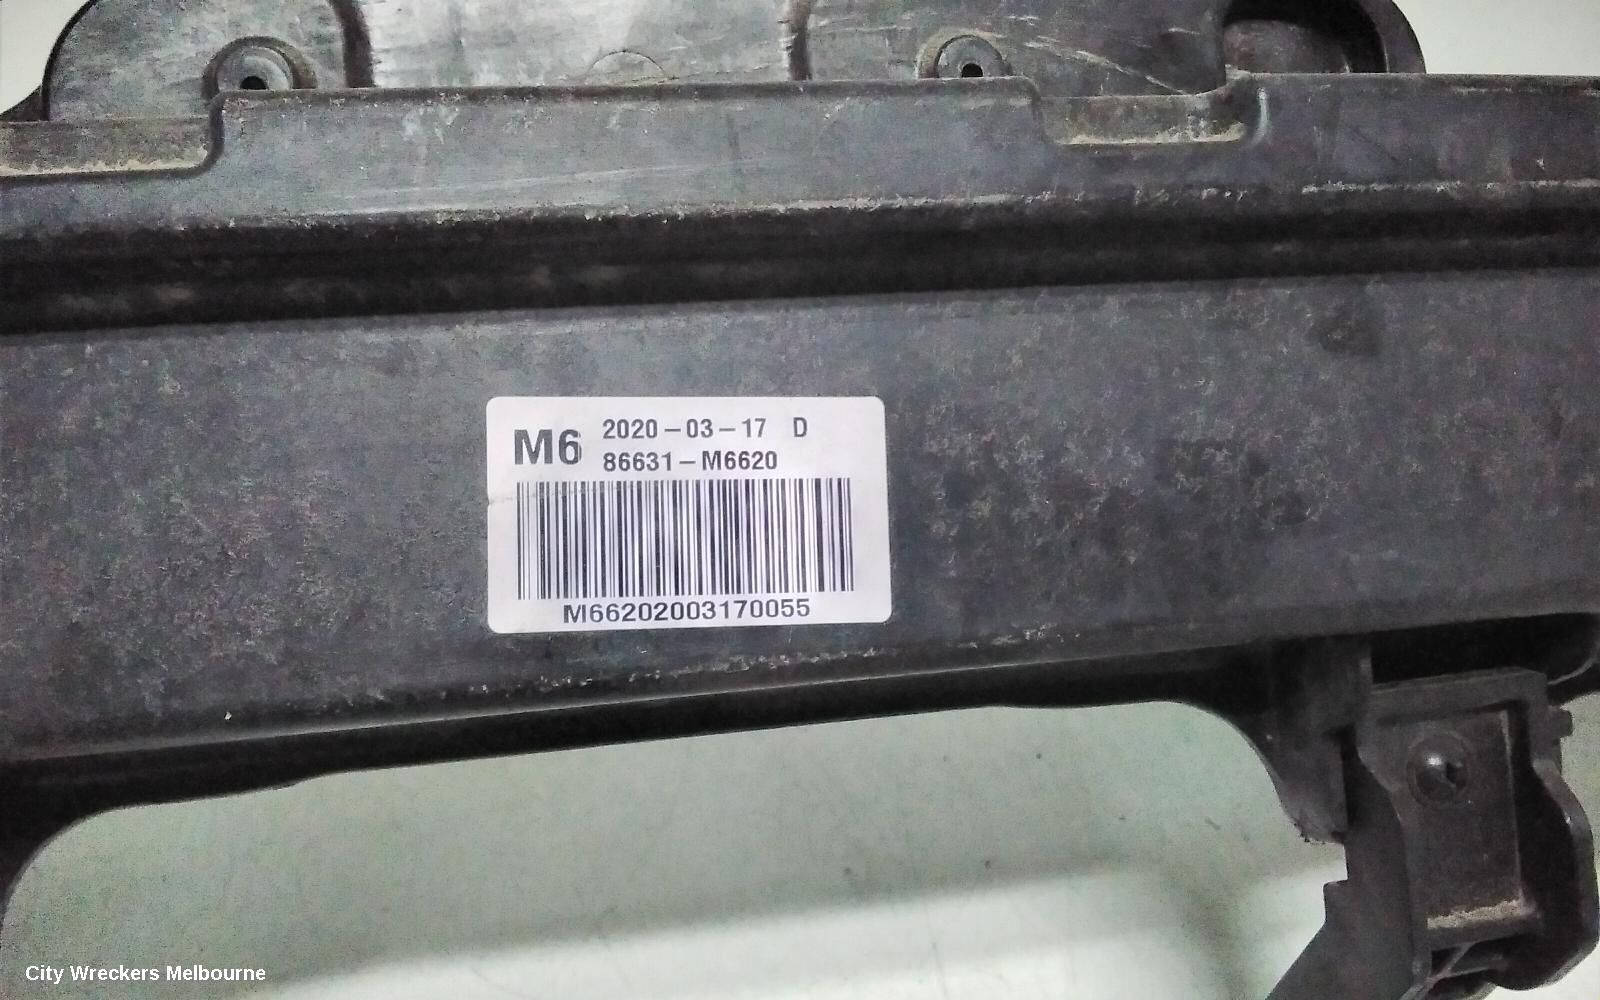 M6 2020-03-17 D
86631-M6620
M66202003170055
City Wreckers Melbourne